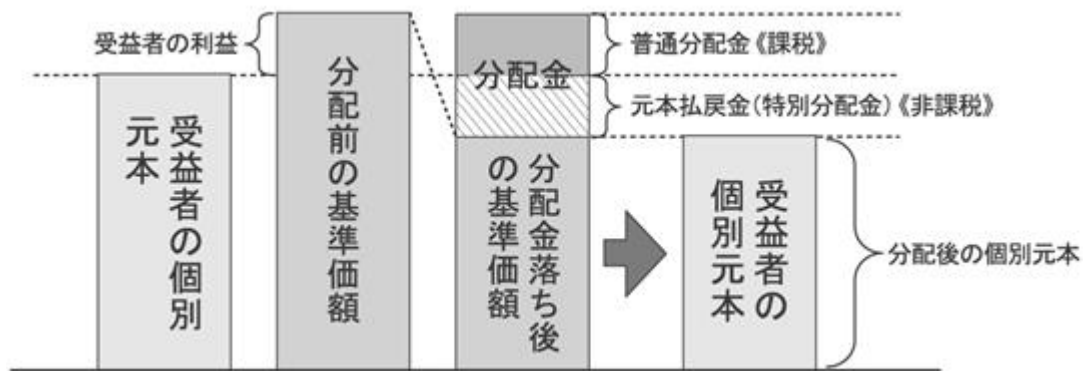 受益者の利益
受益者の個別
元本
分配前の基準価額
分配金
分配金落ち後
の基準価額
普通分配金《課税》
元本払戻金(特別分配金)《非課税》
受益者の
個別元本
分配後の個別元本